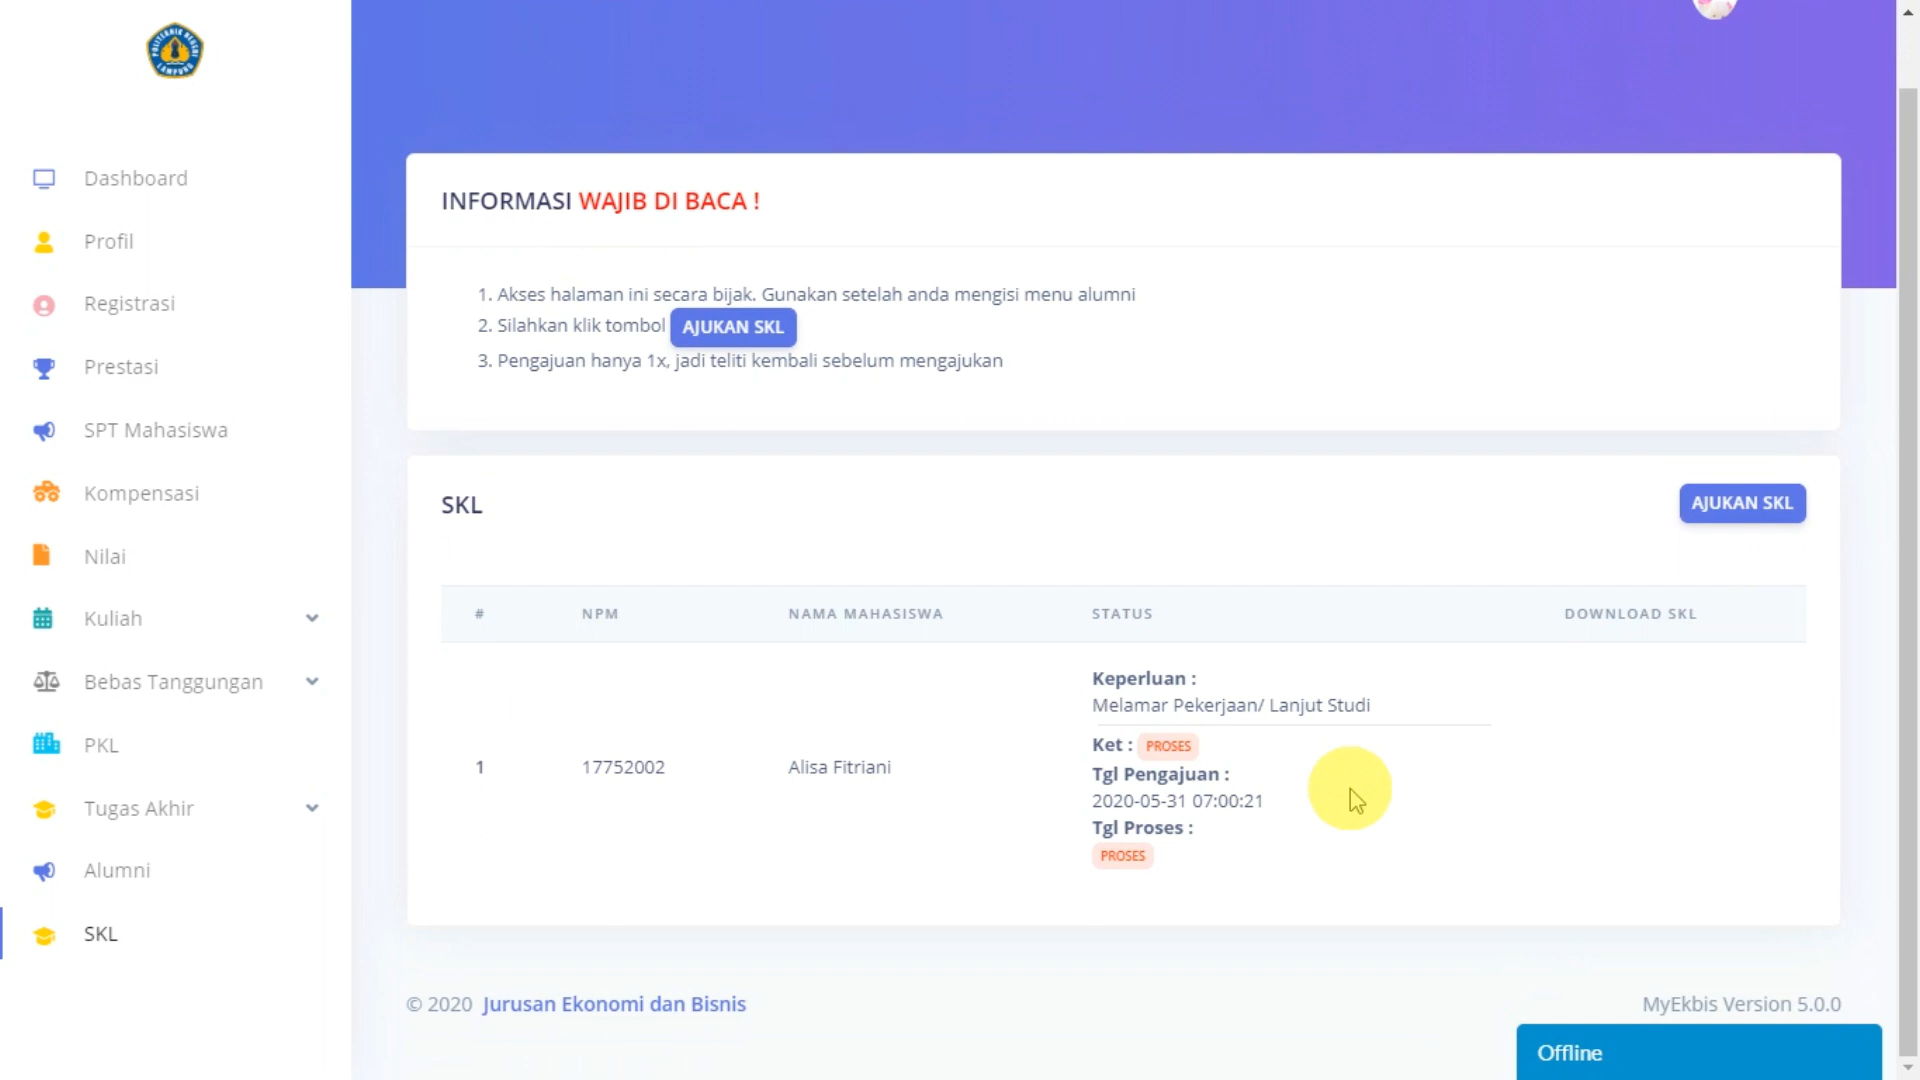 POLITEKNIK NEGERI
LAMPUNG
Dashboard
Profil
Registrasi
Prestasi
SPT Mahasiswa
Kompensasi
Nilai
Kuliah
Bebas Tanggungan
PKL
Tugas Akhir
Alumni
SKL
INFORMASI WAJIB DI BACA !
1. Akses halaman ini secara bijak. Gunakan setelah anda mengisi menu alumni
2. Silahkan klik tombol AJUKAN SKL
3. Pengajuan hanya 1x, jadi teliti kembali sebelum mengajukan
SKL AJUKAN SKL
# NPM NAMA MAHASISWA STATUS DOWNLOAD SKL
Keperluan :
Melamar Pekerjaan/ Lanjut Studi
Ket : PROSES
1 17752002 Alisa Fitriani
Tgl Pengajuan :
2020-05-31 07:00:21
Tgl Proses :
PROSES
© 2020 Jurusan Ekonomi dan Bisnis MyEkbis Version 5.0.0
Offline